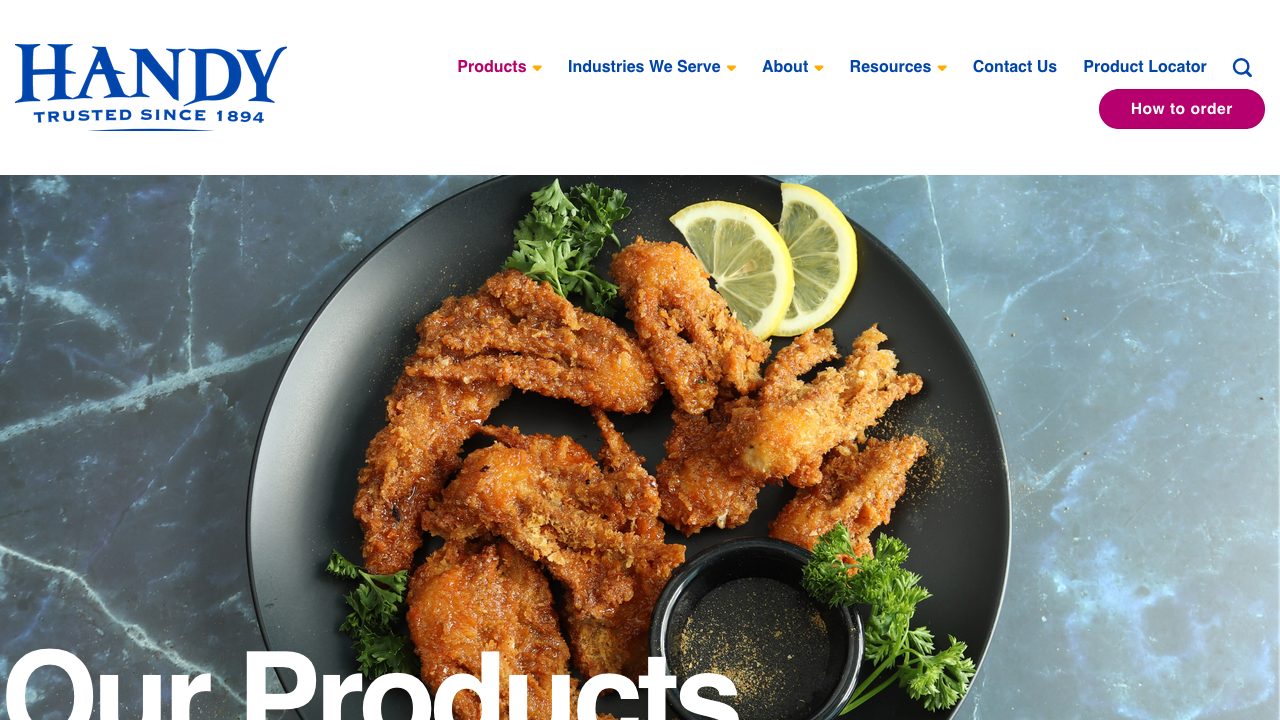 HANDY
TRUSTED SINCE 1894
Products
Industries We Serve
About
Resources
Contact Us
Product Locator
How to order
Our Products